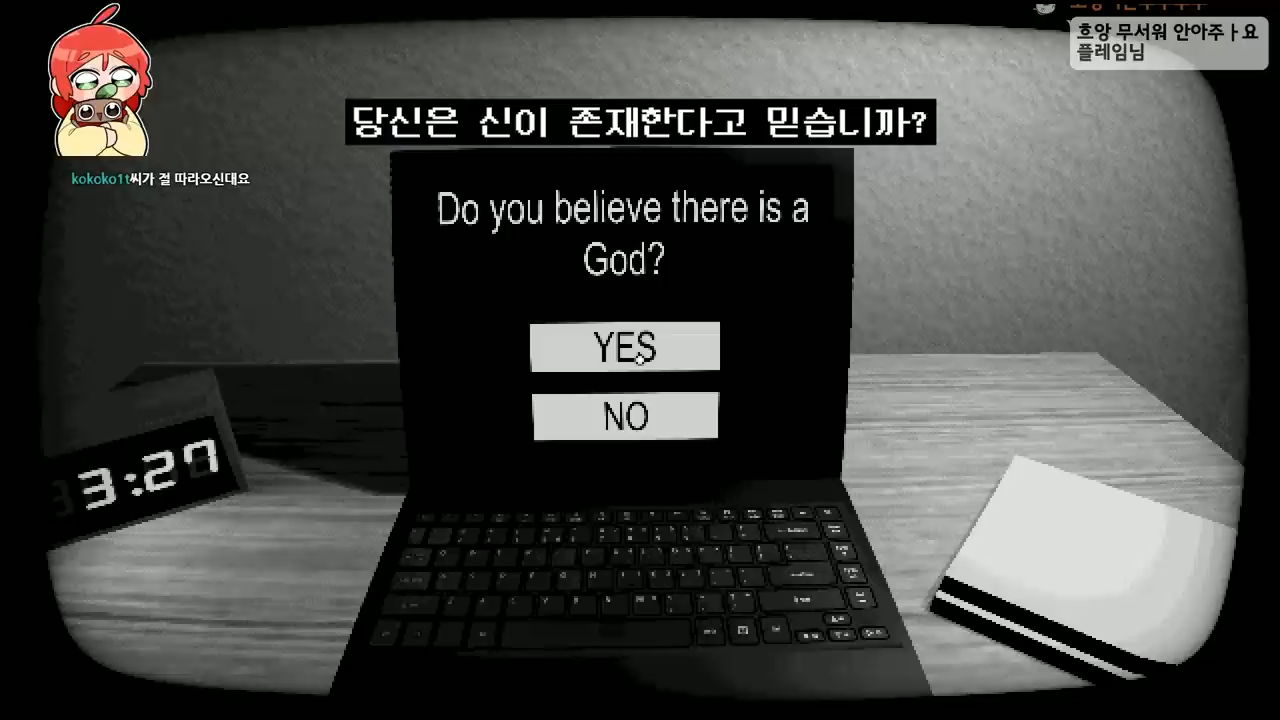 흐앙 무서워 안아주ㅏ요
플레임님
당신은 신이 존재한다고 믿습니까?
kokoko1t씨가 절 따라오신대요
Do you believe there is a
God?
YES
NO
3:27